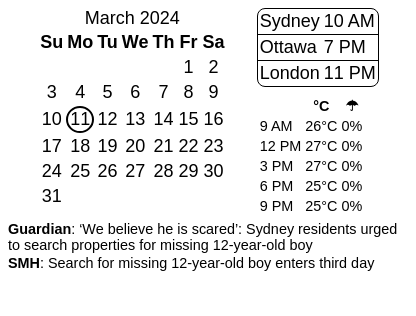 March 2024
Su Mo Tu We Th Fr Sa
1 2
3 4 5 6 7 8 9
10 11 12 13 14 15 16
17 18 19 20 21 22 23
24 25 26 27 28 29 30
31
Sydney 10 AM
Ottawa 7 PM
London 11 PM
°C ☂
9 AM 26°C 0%
12 PM 27°C 0%
3 PM 27°C 0%
6 PM 25°C 0%
9 PM 25°C 0%
Guardian: ‘We believe he is scared’: Sydney residents urged
to search properties for missing 12-year-old boy
SMH: Search for missing 12-year-old boy enters third day